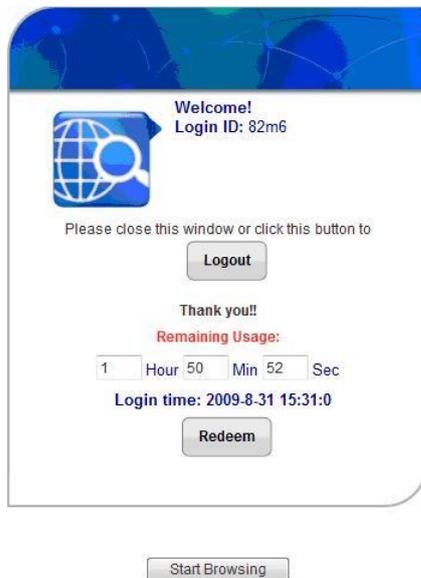 Welcome!
Login ID: 82m6
Please close this window or click this button to
Logout
Thank you!!
Remaining Usage:
1 Hour 50 Min 52 Sec
Login time: 2009-8-31 15:31:0
Redeem
Start Browsing